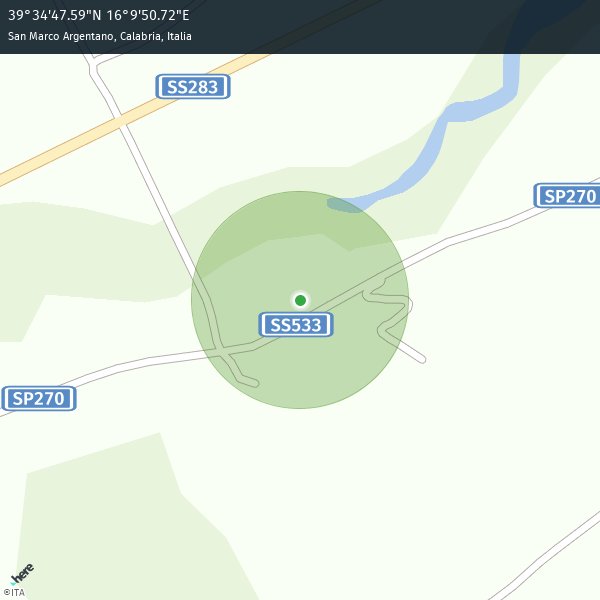 39°34'47.59"N 16°9'50.72"E
San Marco Argentano, Calabria, Italia
SS283
SP270
SS533
SP270
here
©ITA